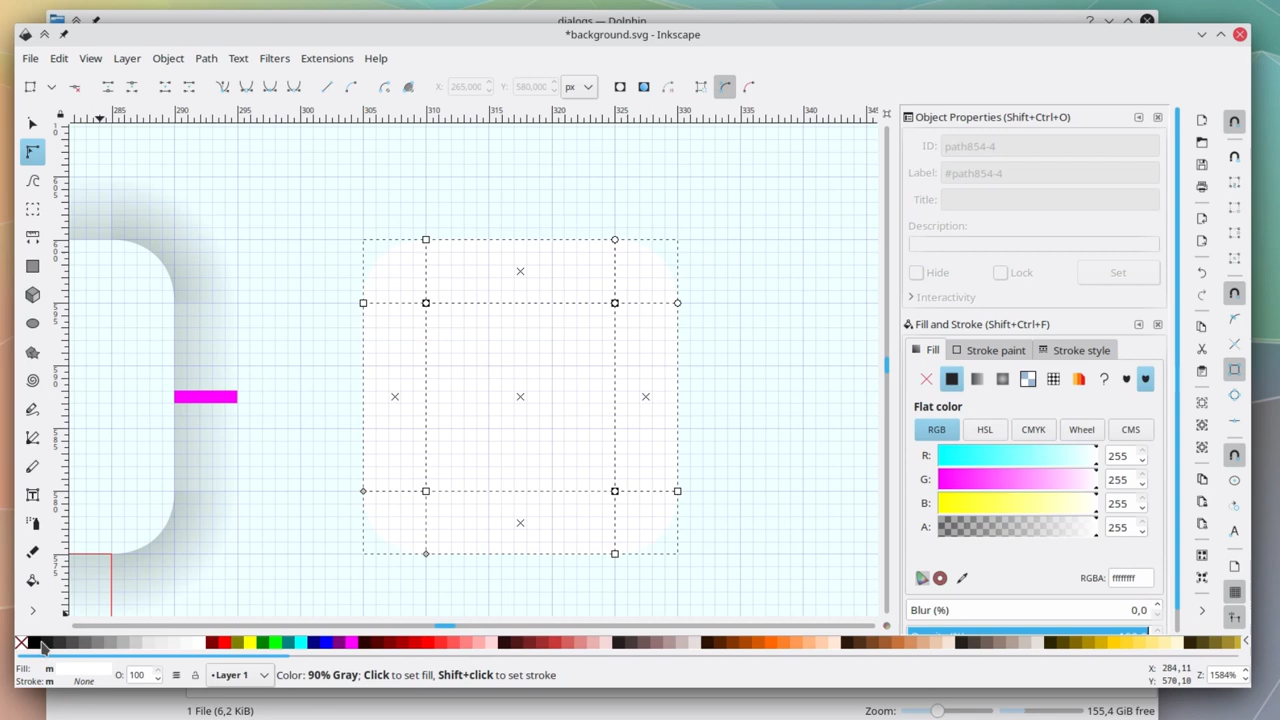 dialogs — Dolphin
*background.svg - Inkscape
File Edit View Layer Object Path Text Filters Extensions Help
X: 265,000 Y: 580,000 px
285 290 295 300 305 310 315 320 325 330 335 340 345
Object Properties (Shift+Ctrl+O)
ID: path854-4
Label: #path854-4
Title:
Description:
Hide Lock Set
Interactivity
Fill and Stroke (Shift+Ctrl+F)
Fill Stroke paint Stroke style
Flat color
RGB HSL CMYK Wheel CMS
R: 255
G: 255
B: 255
A: 255
RGBA: ffffffff
Blur (%) 0,0
Fill: m
Stroke: m None
O: 100
•Layer 1
Color: 90% Gray; Click to set fill, Shift+click to set stroke
X: 284,11
Y: 570,10
Z: 1584%
1 File (6,2 KiB)
Zoom:
155,4 GiB free